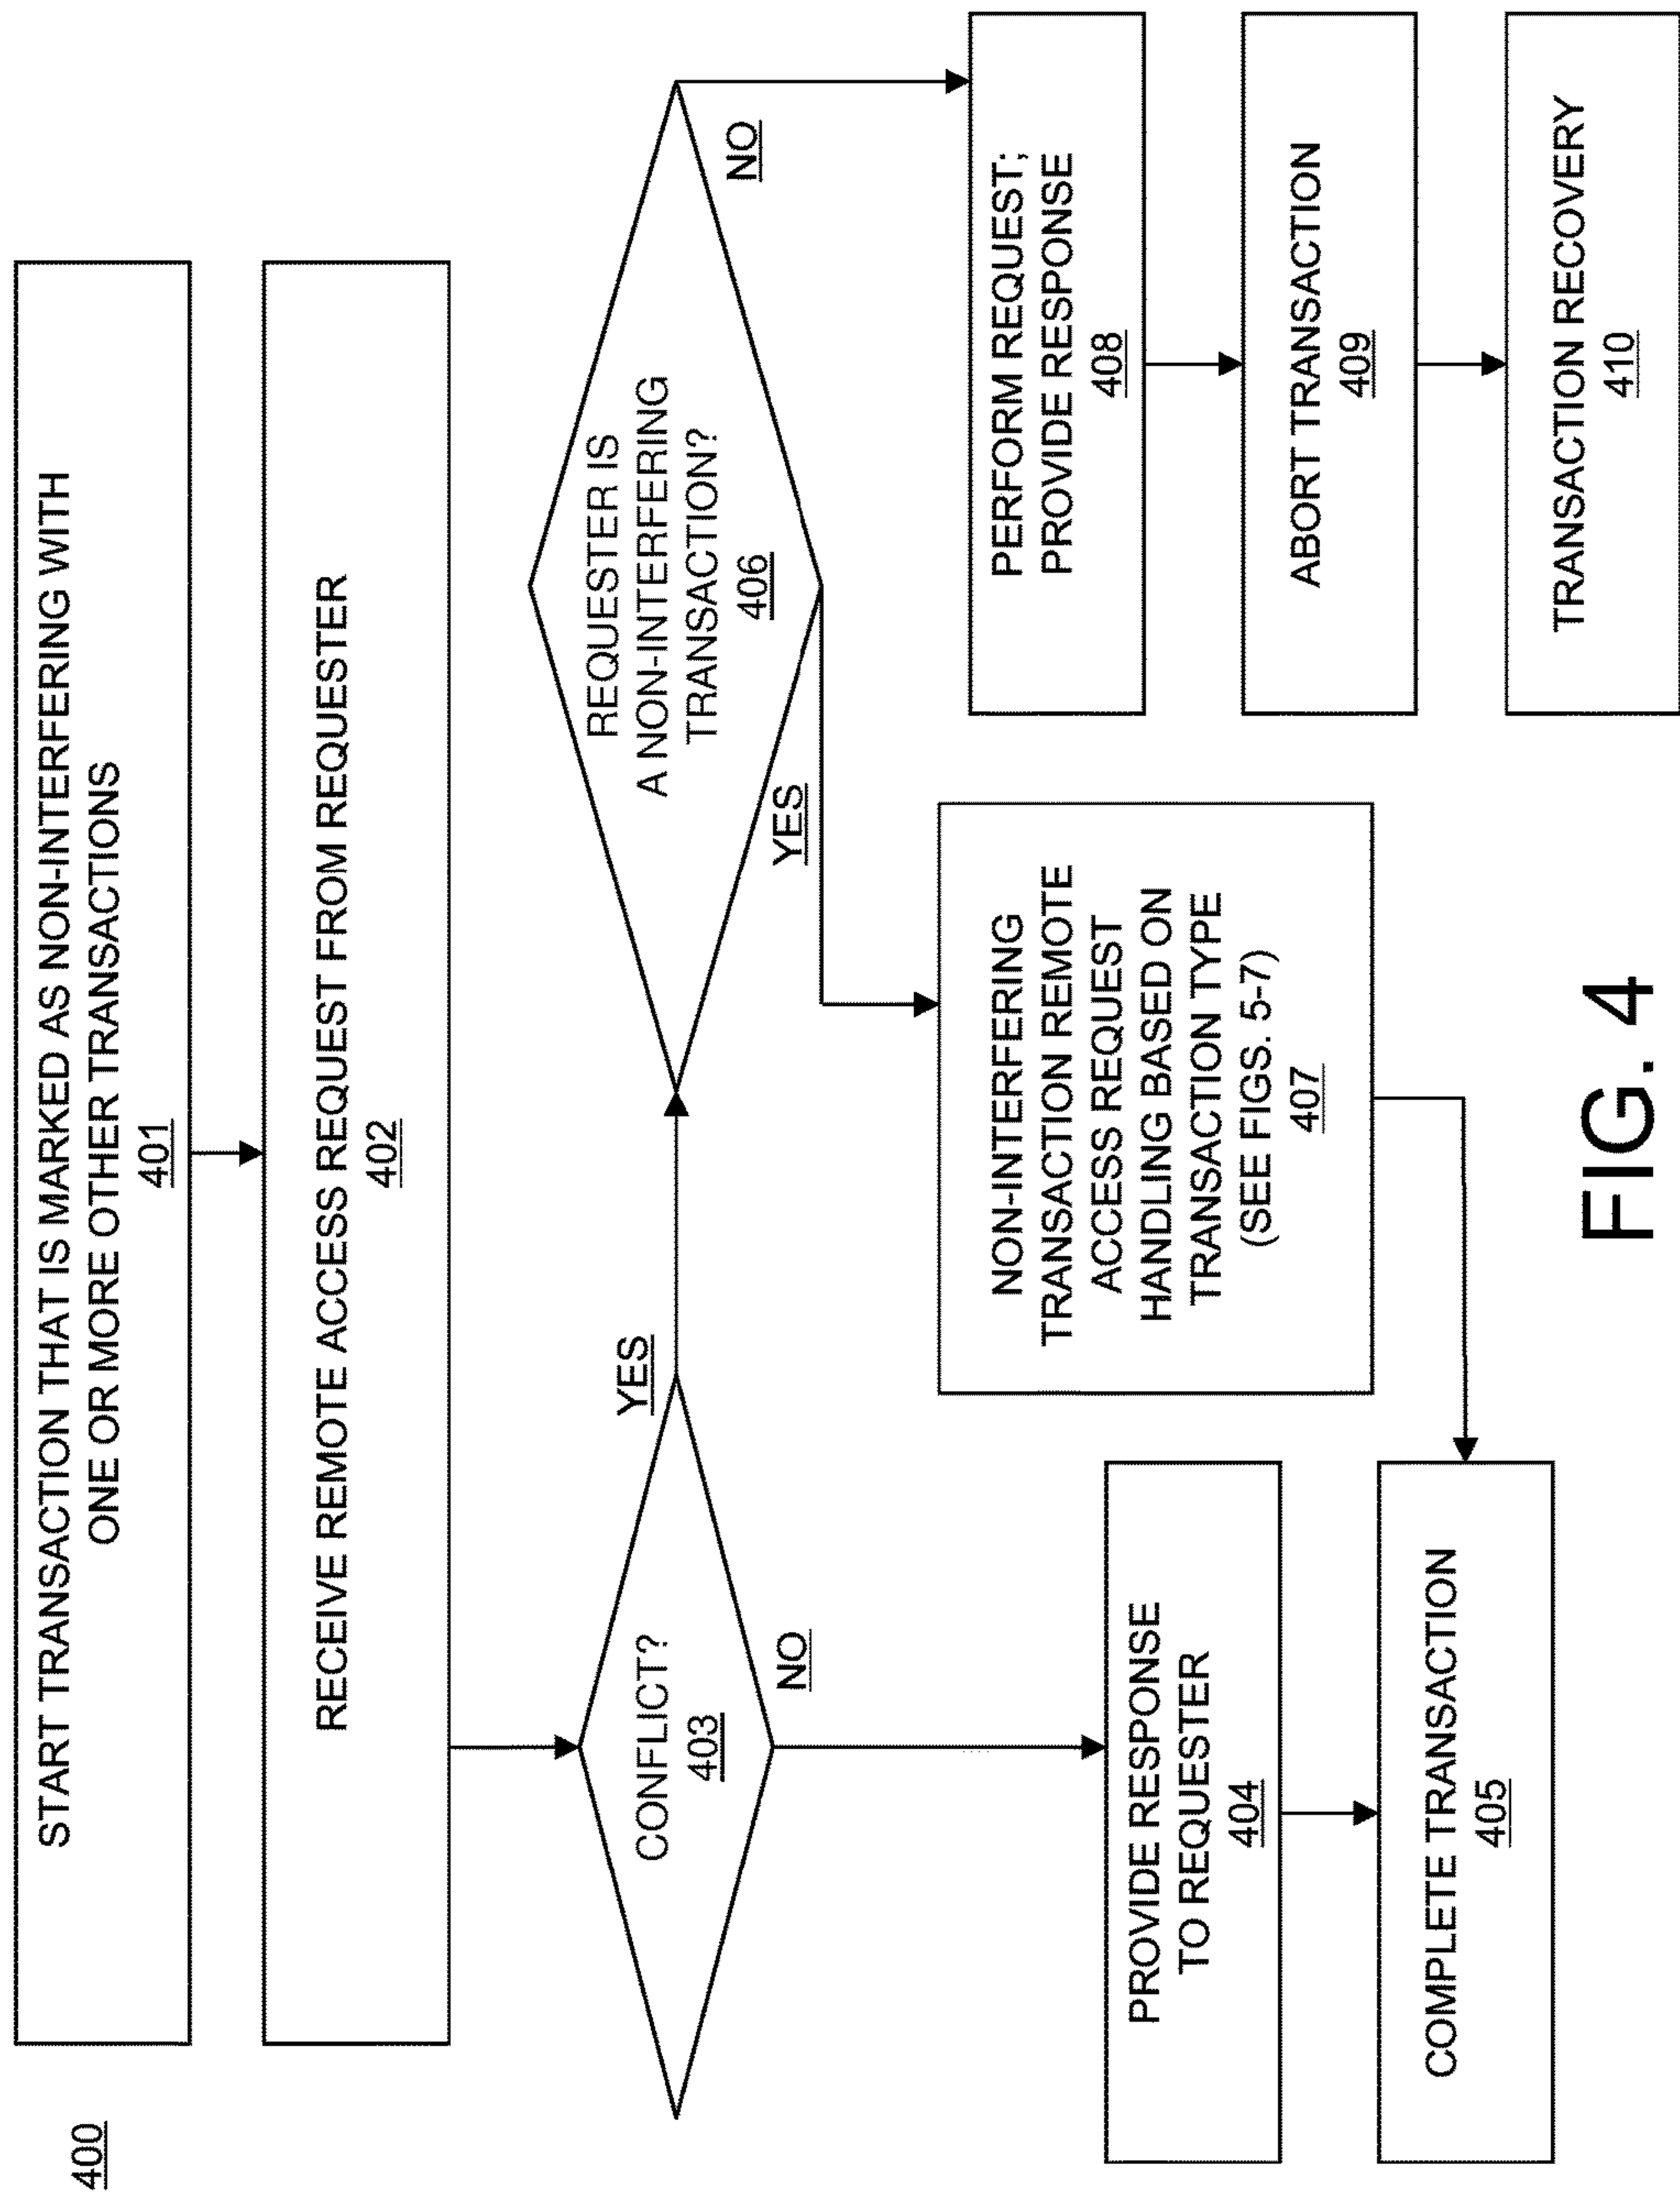 400
START TRANSACTION THAT IS MARKED AS NON-INTERFERING WITH
ONE OR MORE OTHER TRANSACTIONS
401
RECEIVE REMOTE ACCESS REQUEST FROM REQUESTER
402
CONFLICT?
403
YES
NO
REQUESTER IS
A NON-INTERFERING
TRANSACTION?
406
YES
NO
PROVIDE RESPONSE
TO REQUESTER
404
COMPLETE TRANSACTION
405
NON-INTERFERING
TRANSACTION REMOTE
ACCESS REQUEST
HANDLING BASED ON
TRANSACTION TYPE
(SEE FIGS. 5-7)
407
PERFORM REQUEST;
PROVIDE RESPONSE
408
ABORT TRANSACTION
409
TRANSACTION RECOVERY
410
FIG. 4